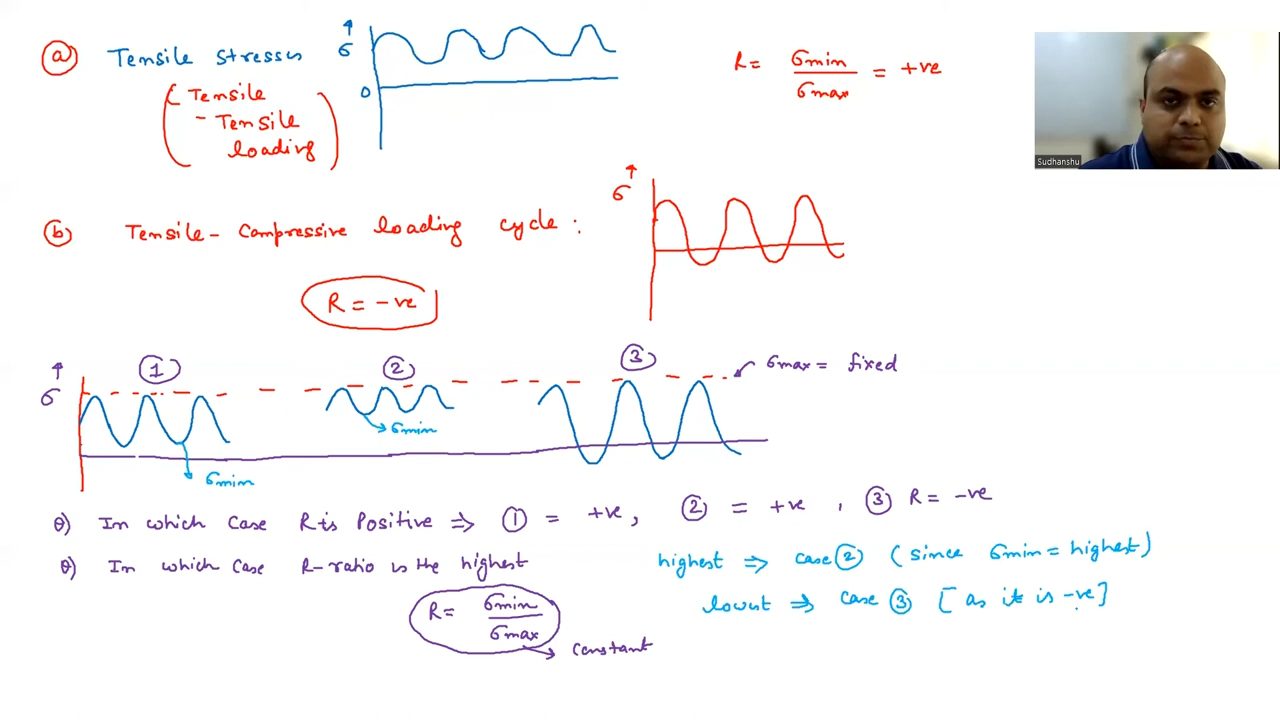 ⓐ Tensile stresses
( Tensile
- Tensile
loading )
σ
0
R = σmin / σmax = +ve
Sudhanshu
ⓑ Tensile - Compressive loading cycle :
σ
R = -ve
σ
①
②
③
σmax = fixed
σmin
σmin
θ) In which case R is Positive ⇒ ① = +ve, ② = +ve , ③ R = -ve
θ) In which case R-ratio is the highest
highest ⇒ case ② (since σmin = highest)
lowest ⇒ case ③ [as it is -ve]
R = σmin / σmax
constant